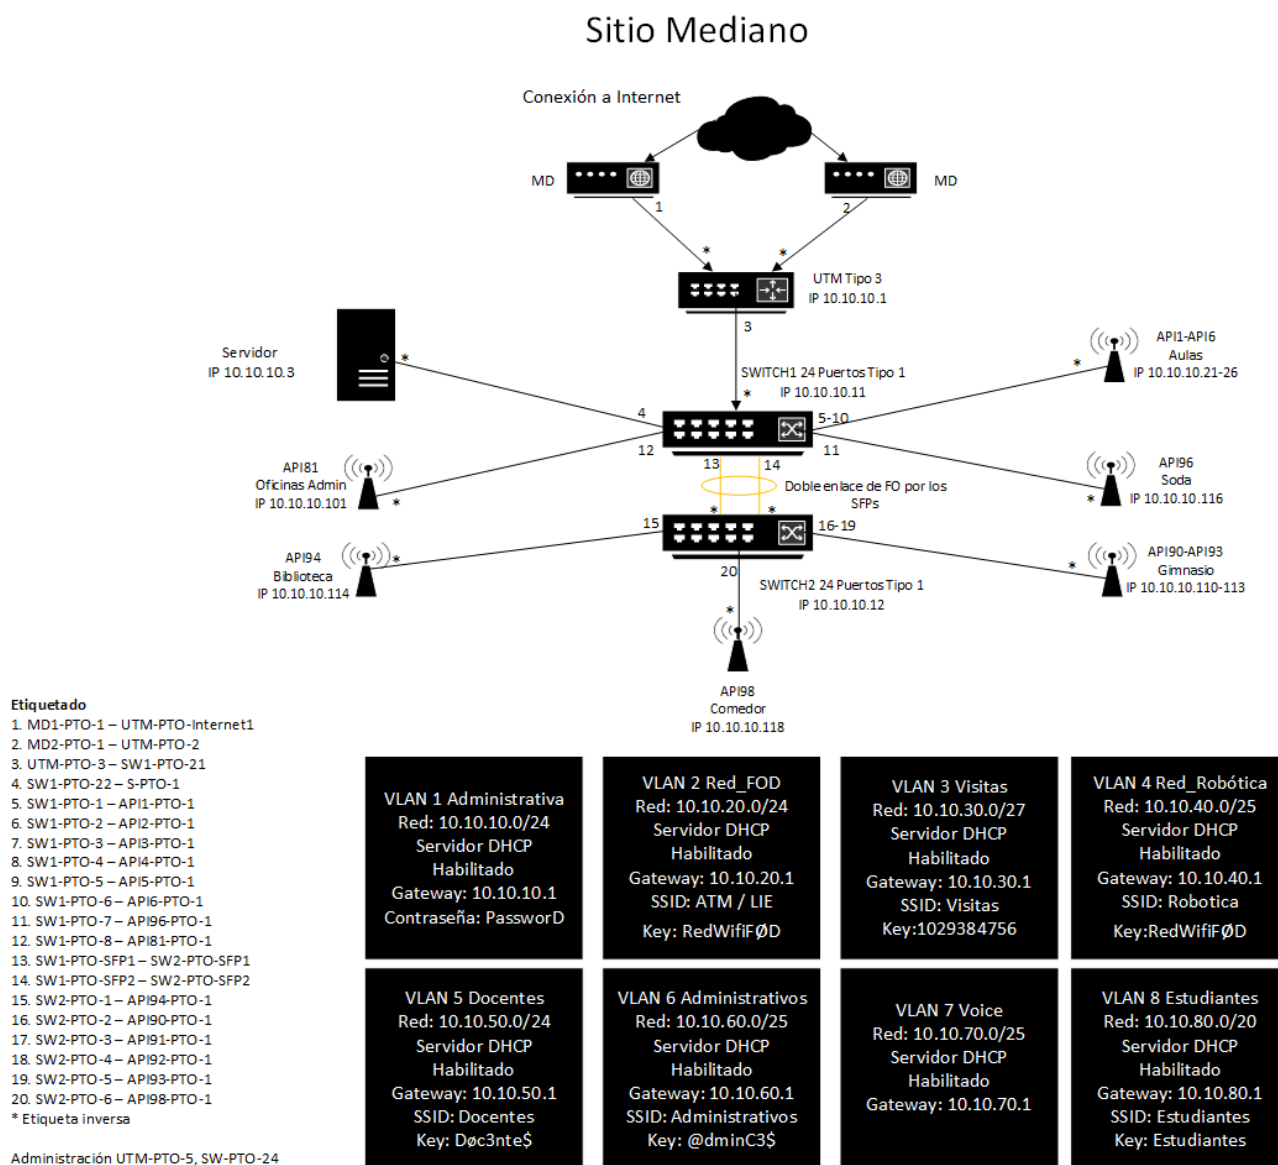 Sitio Mediano
Conexión a Internet
MD
MD
1
2
*
*
UTM Tipo 3
IP 10.10.10.1
3
Servidor
IP 10.10.10.3
*
SWITCH1 24 Puertos Tipo 1
IP 10.10.10.11
*
API1-API6
Aulas
IP 10.10.10.21-26
*
4
5-10
12
11
13
14
API81
Oficinas Admin
IP 10.10.10.101
*
Doble enlace de FO por los
SFPs
API96
Soda
IP 10.10.10.116
*
*
*
15
16-19
API94
Biblioteca
IP 10.10.10.114
*
20
SWITCH2 24 Puertos Tipo 1
IP 10.10.10.12
API90-API93
Gimnasio
IP 10.10.10.110-113
*
*
API98
Comedor
IP 10.10.10.118
Etiquetado
1. MD1-PTO-1 – UTM-PTO-Internet1
2. MD2-PTO-1 – UTM-PTO-2
3. UTM-PTO-3 – SW1-PTO-21
4. SW1-PTO-22 – S-PTO-1
5. SW1-PTO-1 – API1-PTO-1
6. SW1-PTO-2 – API2-PTO-1
7. SW1-PTO-3 – API3-PTO-1
8. SW1-PTO-4 – API4-PTO-1
9. SW1-PTO-5 – API5-PTO-1
10. SW1-PTO-6 – API6-PTO-1
11. SW1-PTO-7 – API96-PTO-1
12. SW1-PTO-8 – API81-PTO-1
13. SW1-PTO-SFP1 – SW2-PTO-SFP1
14. SW1-PTO-SFP2 – SW2-PTO-SFP2
15. SW2-PTO-1 – API94-PTO-1
16. SW2-PTO-2 – API90-PTO-1
17. SW2-PTO-3 – API91-PTO-1
18. SW2-PTO-4 – API92-PTO-1
19. SW2-PTO-5 – API93-PTO-1
20. SW2-PTO-6 – API98-PTO-1
* Etiqueta inversa
Administración UTM-PTO-5, SW-PTO-24
VLAN 1 Administrativa
Red: 10.10.10.0/24
Servidor DHCP
Habilitado
Gateway: 10.10.10.1
Contraseña: PassworD
VLAN 2 Red_FOD
Red: 10.10.20.0/24
Servidor DHCP
Habilitado
Gateway: 10.10.20.1
SSID: ATM / LIE
Key: RedWifiFØD
VLAN 3 Visitas
Red: 10.10.30.0/27
Servidor DHCP
Habilitado
Gateway: 10.10.30.1
SSID: Visitas
Key:1029384756
VLAN 4 Red_Robótica
Red: 10.10.40.0/25
Servidor DHCP
Habilitado
Gateway: 10.10.40.1
SSID: Robotica
Key:RedWifiFØD
VLAN 5 Docentes
Red: 10.10.50.0/24
Servidor DHCP
Habilitado
Gateway: 10.10.50.1
SSID: Docentes
Key: Døc3nte$
VLAN 6 Administrativos
Red: 10.10.60.0/25
Servidor DHCP
Habilitado
Gateway: 10.10.60.1
SSID: Administrativos
Key: @dminC3$
VLAN 7 Voice
Red: 10.10.70.0/25
Servidor DHCP
Habilitado
Gateway: 10.10.70.1
VLAN 8 Estudiantes
Red: 10.10.80.0/20
Servidor DHCP
Habilitado
Gateway: 10.10.80.1
SSID: Estudiantes
Key: Estudiantes